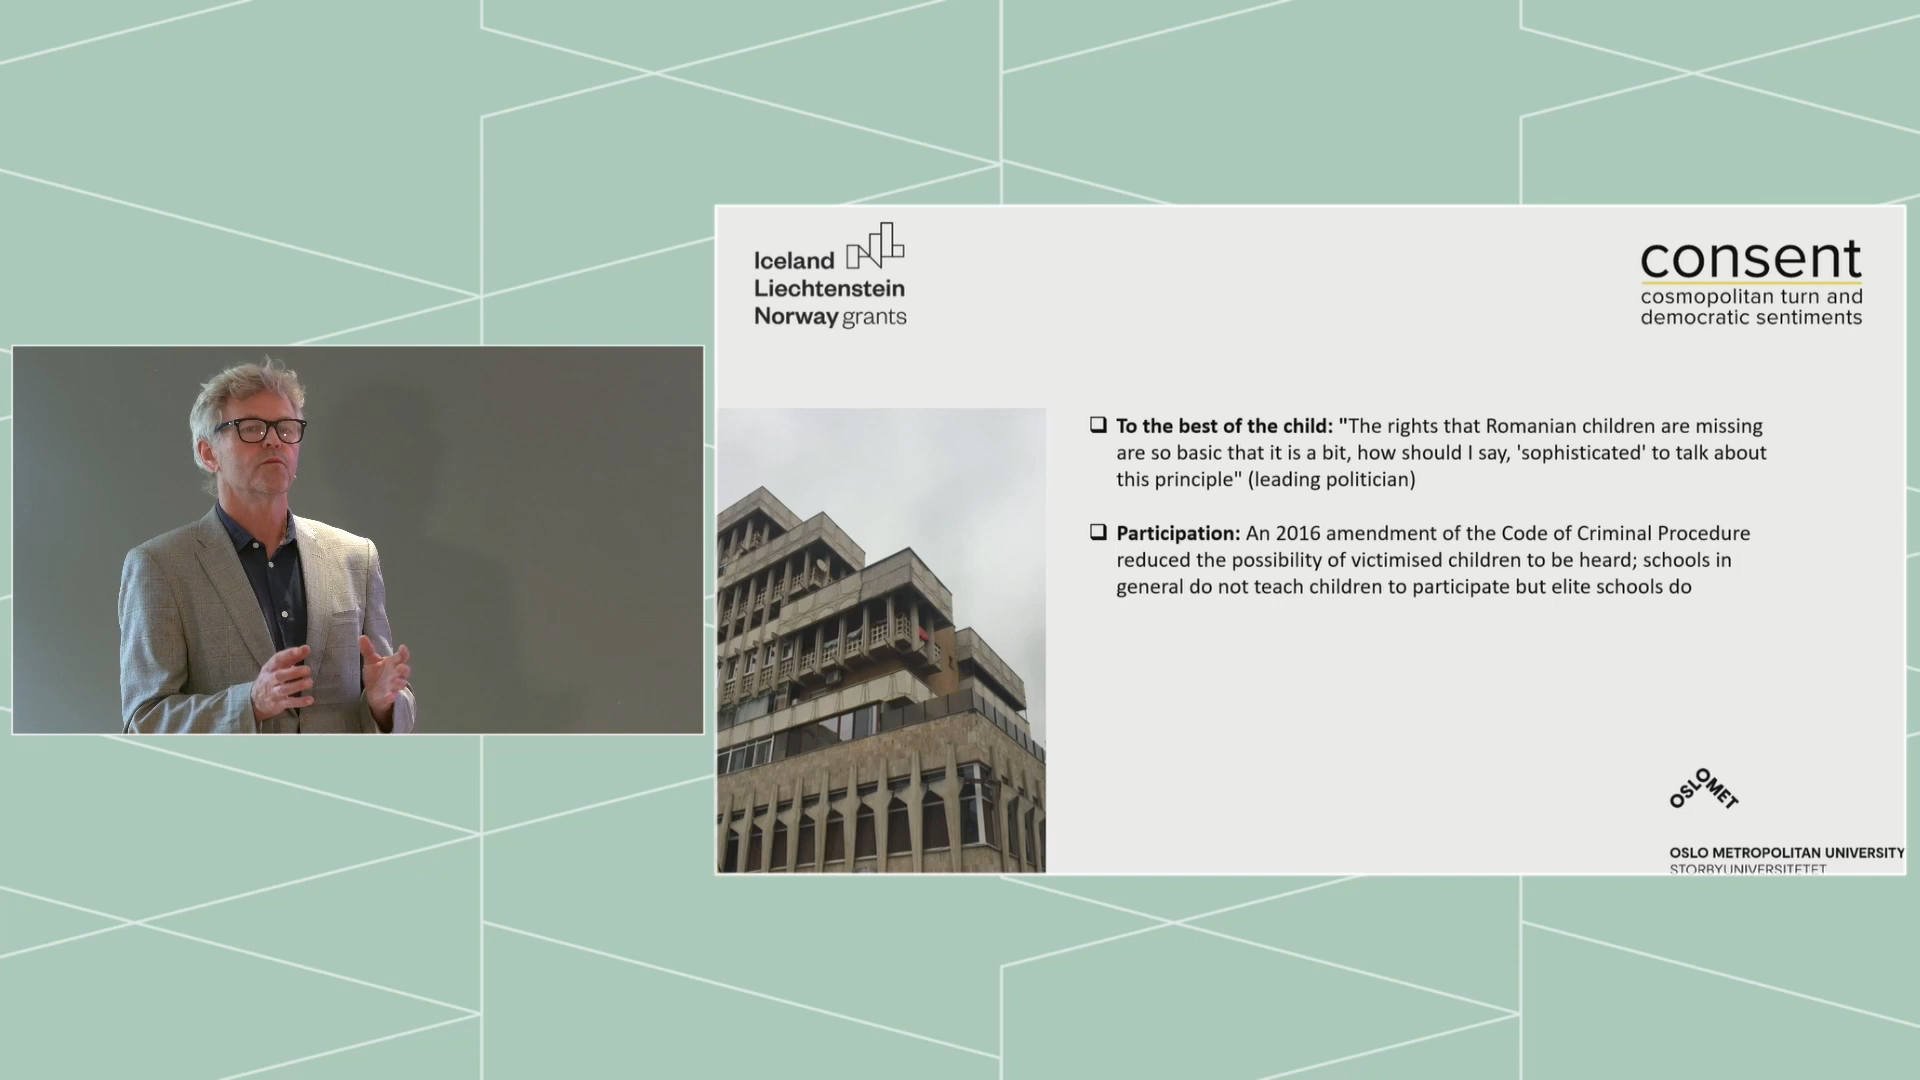 Iceland
Liechtenstein
Norway grants
consent
cosmopolitan turn and
democratic sentiments
❑ To the best of the child: "The rights that Romanian children are missing
are so basic that it is a bit, how should I say, 'sophisticated' to talk about
this principle" (leading politician)
❑ Participation: An 2016 amendment of the Code of Criminal Procedure
reduced the possibility of victimised children to be heard; schools in
general do not teach children to participate but elite schools do
OSLOMET
OSLO METROPOLITAN UNIVERSITY
STORBYUNIVERSITETET